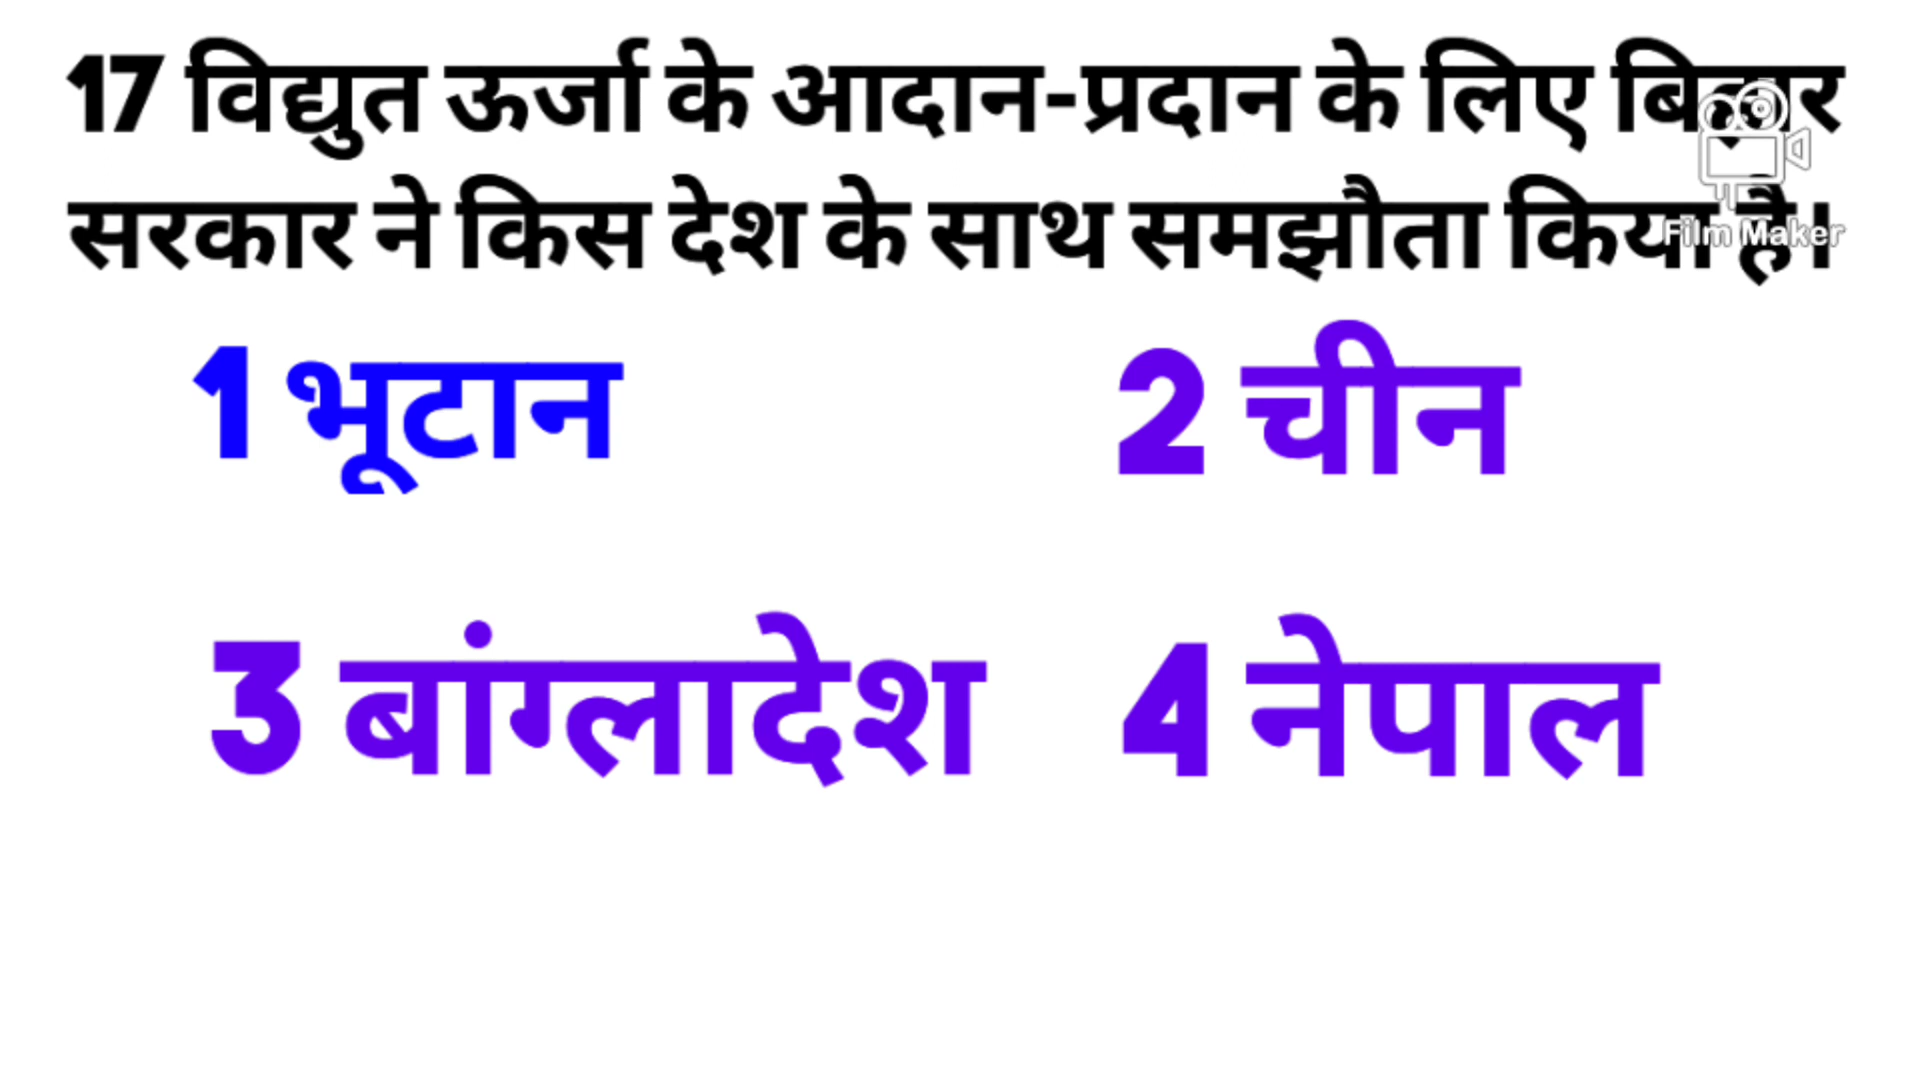 17 विद्युत ऊर्जा के आदान-प्रदान के लिए बिहार
सरकार ने किस देश के साथ समझौता किया है।
Film Maker
1 भूटान 2 चीन
3 बांग्लादेश 4 नेपाल